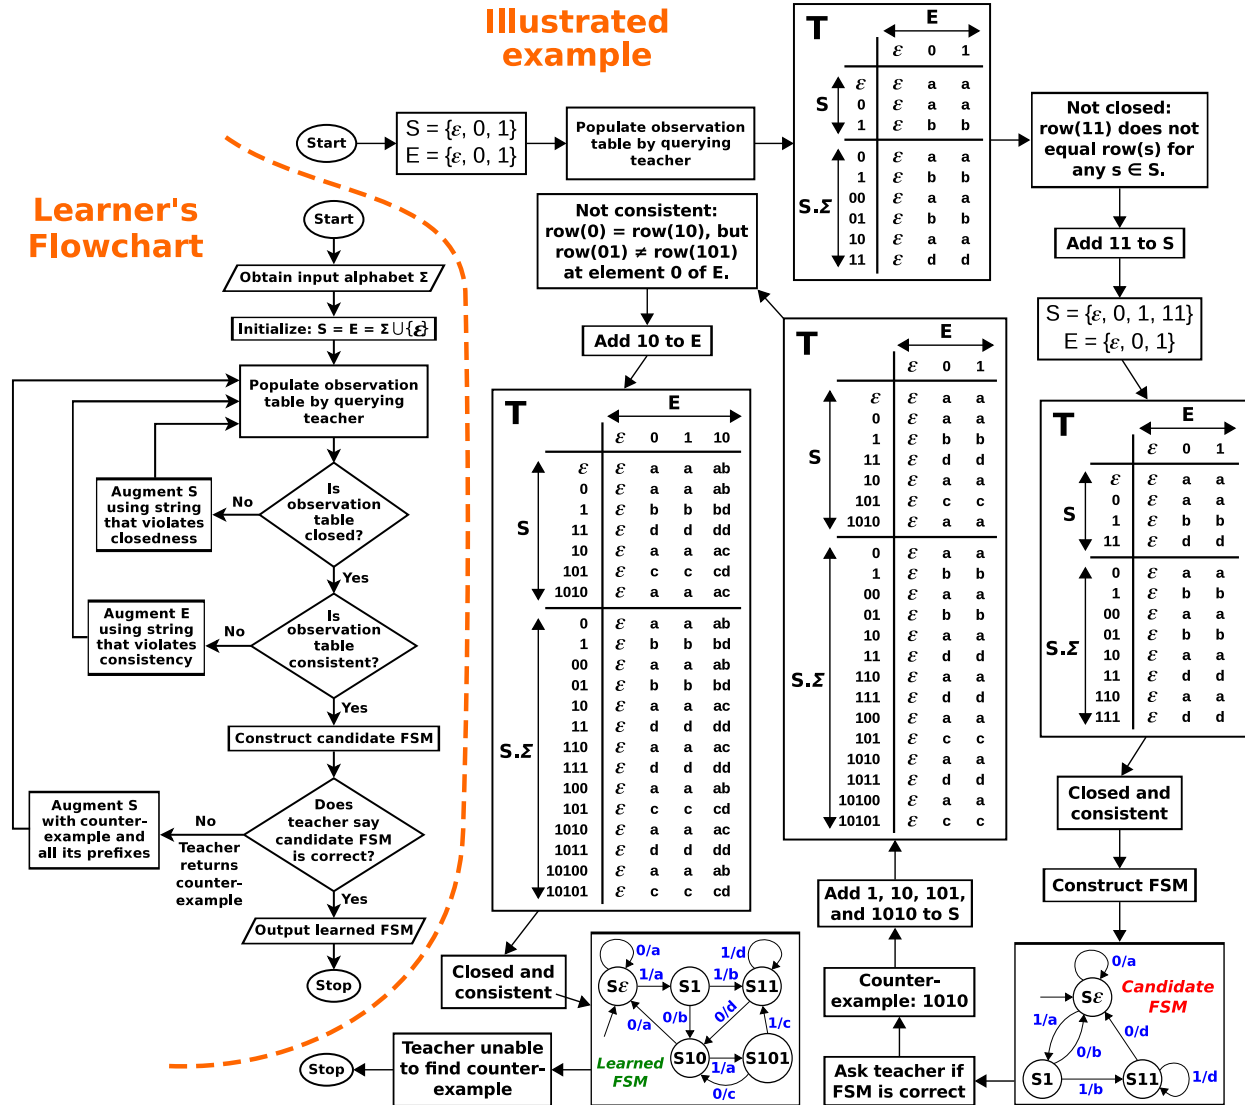 Illustrated
example
Start
S = {ε, 0, 1}
E = {ε, 0, 1}
Populate observation
table by querying
teacher
T
E
ε 0 1
S
ε ε a a
0 ε a a
1 ε b b
S.Σ
0 ε a a
1 ε b b
00 ε a a
01 ε b b
10 ε a a
11 ε d d
Not closed:
row(11) does not
equal row(s) for
any s ∈ S.
Add 11 to S
S = {ε, 0, 1, 11}
E = {ε, 0, 1}
T
E
ε 0 1
S
ε ε a a
0 ε a a
1 ε b b
11 ε d d
S.Σ
0 ε a a
1 ε b b
00 ε a a
01 ε b b
10 ε a a
11 ε d d
110 ε a a
111 ε d d
Closed and
consistent
Construct FSM
0/a
Sε
Candidate
FSM
1/a
0/b
0/d
S1
1/b
S11
1/d
Ask teacher if
FSM is correct
Counter-
example: 1010
Add 1, 10, 101,
and 1010 to S
T
E
ε 0 1
S
ε ε a a
0 ε a a
1 ε b b
11 ε d d
10 ε a a
101 ε c c
1010 ε a a
S.Σ
0 ε a a
1 ε b b
00 ε a a
01 ε b b
10 ε a a
11 ε d d
110 ε a a
111 ε d d
100 ε a a
101 ε c c
1010 ε a a
1011 ε d d
10100 ε a a
10101 ε c c
Not consistent:
row(0) = row(10), but
row(01) ≠ row(101)
at element 0 of E.
Add 10 to E
T
E
ε 0 1 10
S
ε ε a a ab
0 ε a a ab
1 ε b b bd
11 ε d d dd
10 ε a a ac
101 ε c c cd
1010 ε a a ac
S.Σ
0 ε a a ab
1 ε b b bd
00 ε a a ab
01 ε b b bd
10 ε a a ac
11 ε d d dd
110 ε a a ac
111 ε d d dd
100 ε a a ab
101 ε c c cd
1010 ε a a ac
1011 ε d d dd
10100 ε a a ab
10101 ε c c cd
Closed and
consistent
0/a
1/d
Sε
1/a
S1
1/b
S11
0/a
0/b
0/d
1/c
Learned
FSM
S10
1/a
S101
0/c
Teacher unable
to find counter-
example
Stop
Learner's
Flowchart
Start
Obtain input alphabet Σ
Initialize: S = E = Σ∪{ε}
Populate observation
table by querying
teacher
Is
observation
table
closed?
No
Augment S
using string
that violates
closedness
Yes
Is
observation
table
consistent?
No
Augment E
using string
that violates
consistency
Yes
Construct candidate FSM
Does
teacher say
candidate FSM
is correct?
No
Teacher
returns
counter-
example
Augment S
with counter-
example and
all its prefixes
Yes
Output learned FSM
Stop